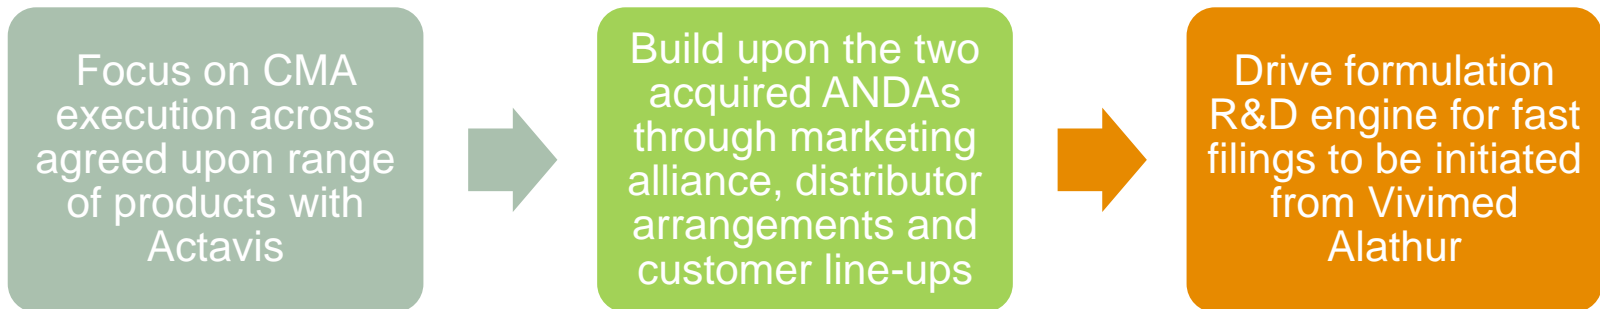 Focus on CMA
execution across
agreed upon range
of products with
Actavis
Build upon the two
acquired ANDAs
through marketing
alliance, distributor
arrangements and
customer line-ups
Drive formulation
R&D engine for fast
filings to be initiated
from Vivimed
Alathur